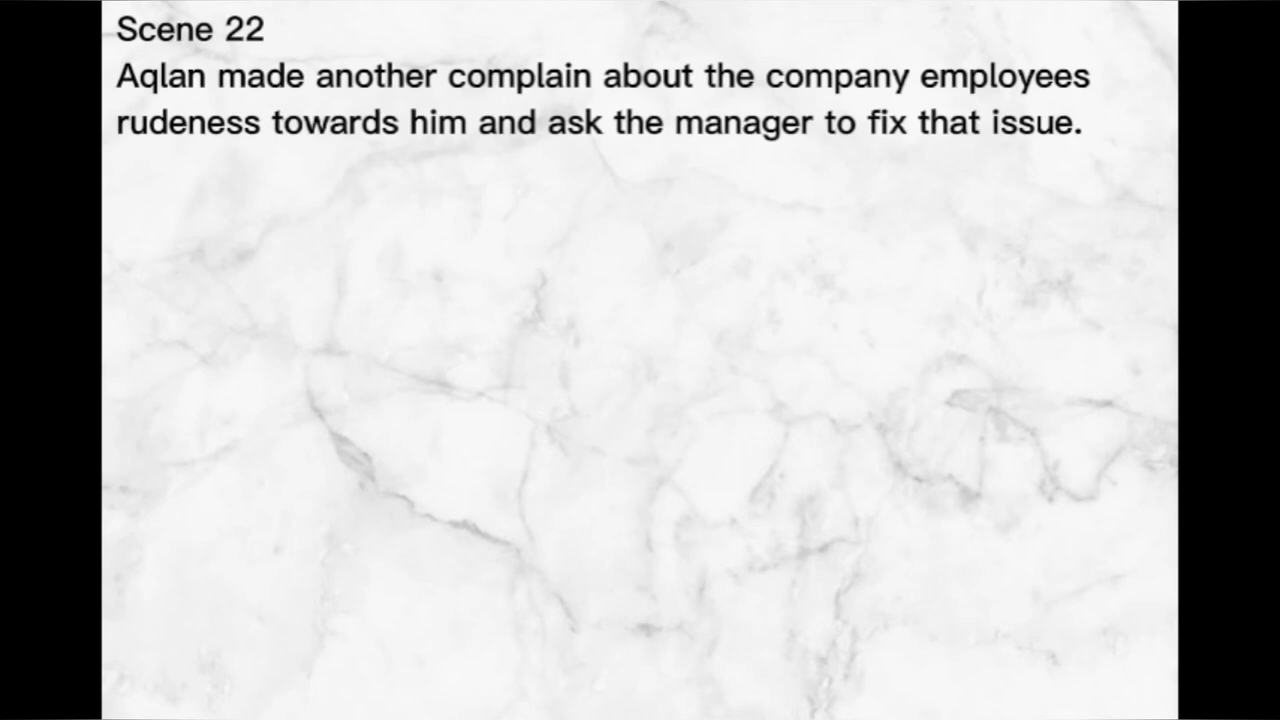 Scene 22
Aqlan made another complain about the company employees
rudeness towards him and ask the manager to fix that issue.